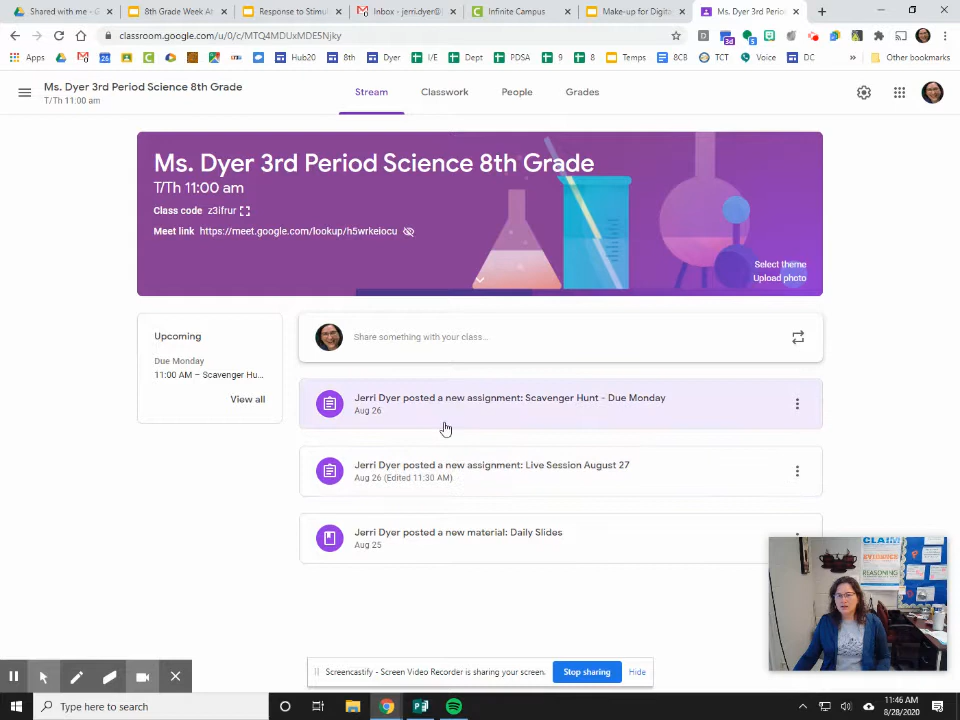 Shared with me - G
8th Grade Week At
Response to Stimul
Inbox - jerri.dyer@
Infinite Campus
Make-up for Digita
Ms. Dyer 3rd Period
classroom.google.com/u/0/c/MTQ4MDUxMDE5Njky
Apps
Hub20
8th
Dyer
I/E
Dept
PDSA
9
8
Temps
8CB
TCT
Voice
DC
Other bookmarks
Ms. Dyer 3rd Period Science 8th Grade
T/Th 11:00 am
Stream
Classwork
People
Grades
Ms. Dyer 3rd Period Science 8th Grade
T/Th 11:00 am
Class code z3ifrur
Meet link https://meet.google.com/lookup/h5wrkeiocu
Select theme
Upload photo
Upcoming
Due Monday
11:00 AM – Scavenger Hu...
View all
Share something with your class...
Jerri Dyer posted a new assignment: Scavenger Hunt - Due Monday
Aug 26
Jerri Dyer posted a new assignment: Live Session August 27
Aug 26 (Edited 11:30 AM)
Jerri Dyer posted a new material: Daily Slides
Aug 25
CLAIM
EVIDENCE
REASONING
Screencastify - Screen Video Recorder is sharing your screen.
Stop sharing
Hide
Type here to search
11:46 AM
8/28/2020